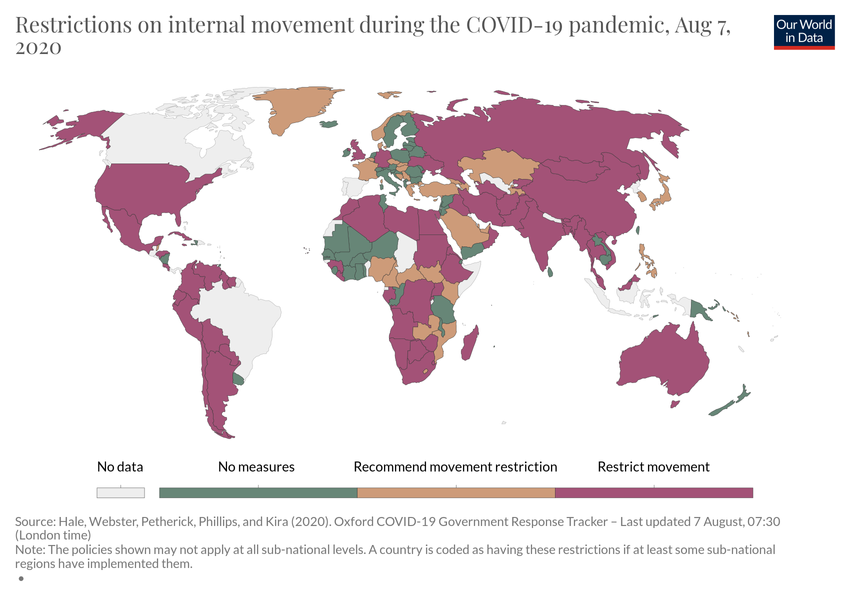 Restrictions on internal movement during the COVID-19 pandemic, Aug 7,
2020
Our World
in Data
No data
No measures
Recommend movement restriction
Restrict movement
Source: Hale, Webster, Petherick, Phillips, and Kira (2020). Oxford COVID-19 Government Response Tracker – Last updated 7 August, 07:30
(London time)
Note: The policies shown may not apply at all sub-national levels. A country is coded as having these restrictions if at least some sub-national
regions have implemented them.